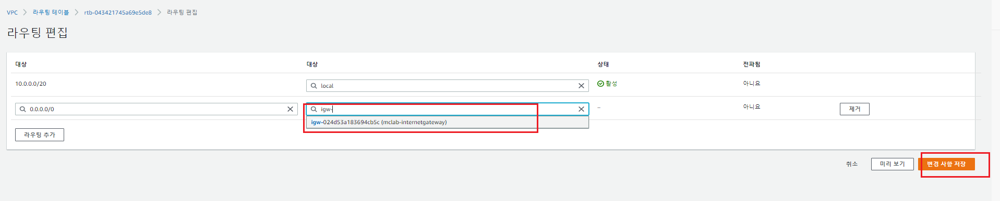 VPC > 라우팅 테이블 > rtb-043421745a69e5de8 > 라우팅 편집
라우팅 편집
대상 대상 상태 전파됨
10.0.0.0/20 local 활성 아니요
0.0.0.0/0 igw- – 아니요 제거
igw-024d53a183694cb5c (mclab-internetgateway)
라우팅 추가
취소 미리 보기 변경 사항 저장